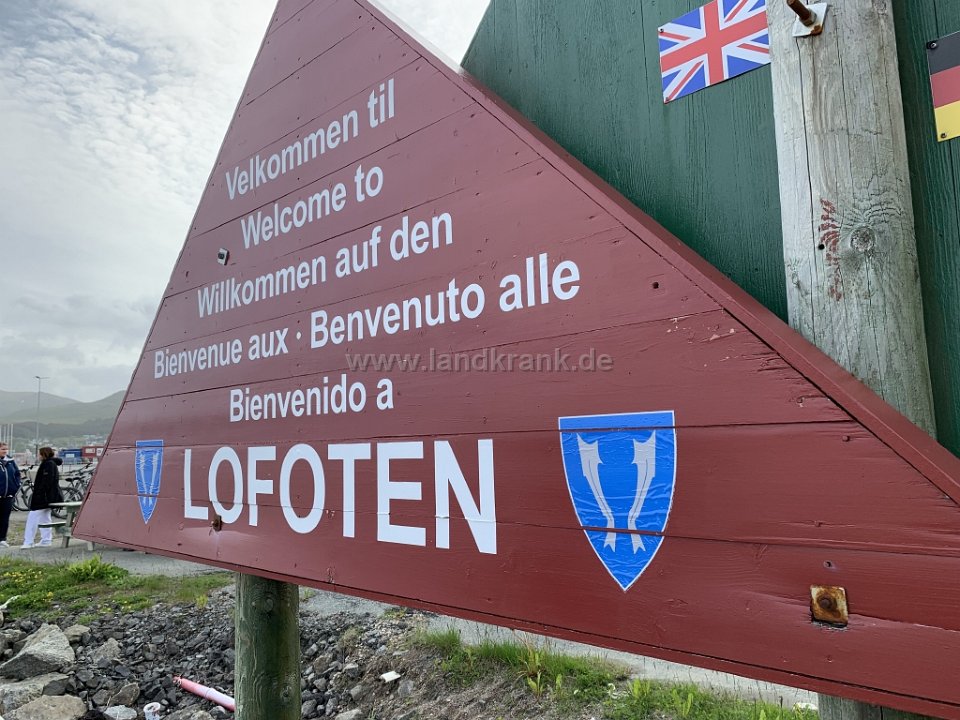 Velkommen til
Welcome to
Willkommen auf den
Bienvenue aux · Benvenuto alle
www.landkrank.de
Bienvenido a
LOFOTEN